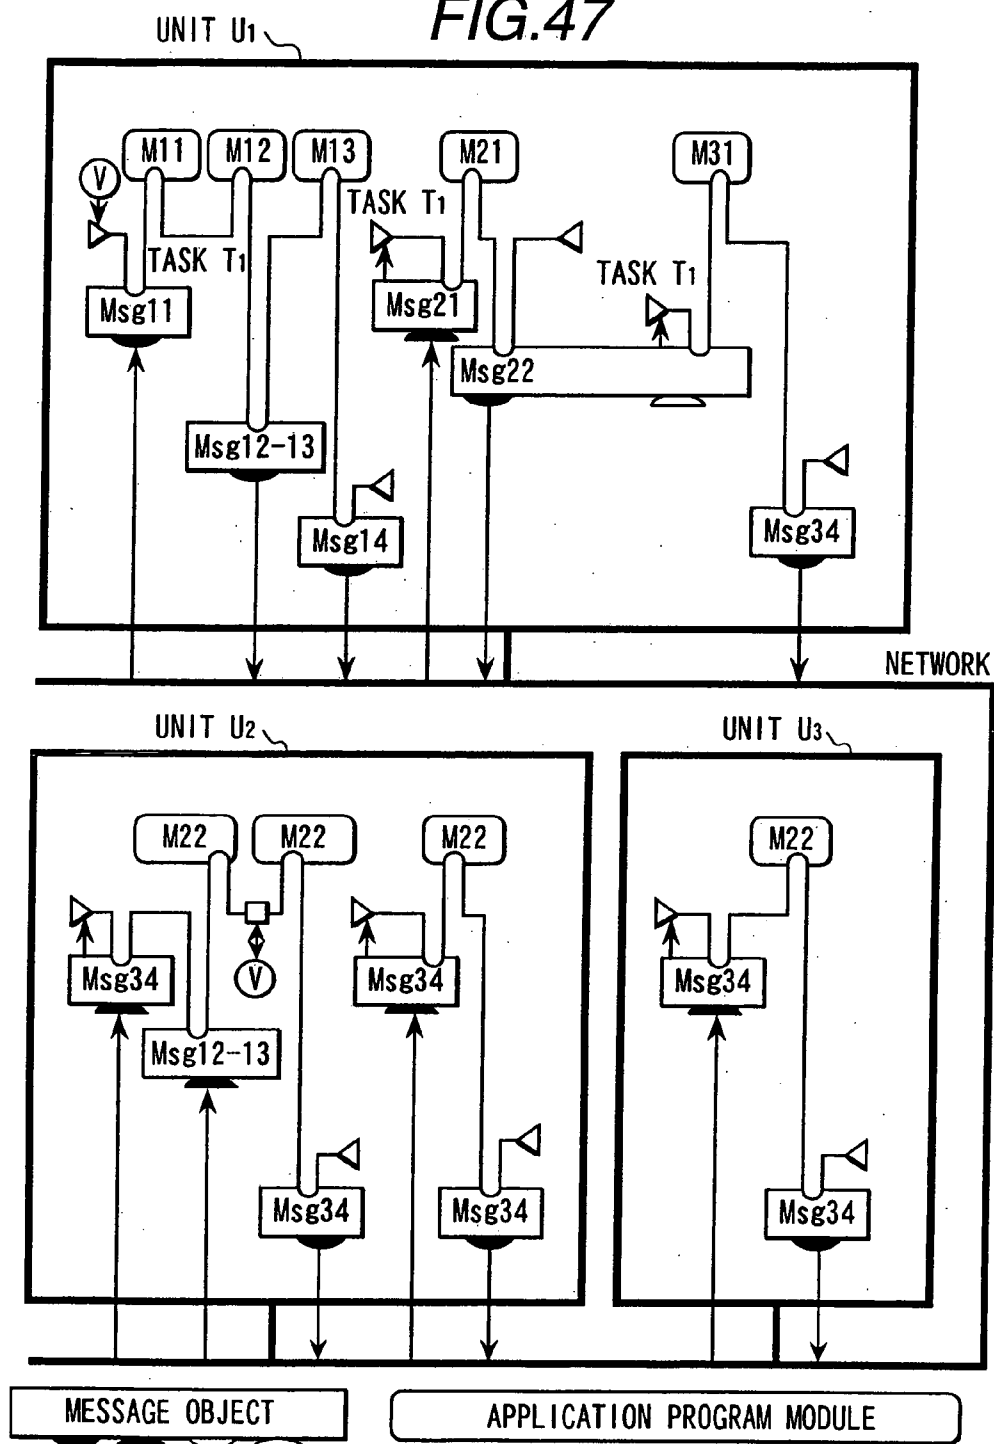 FIG.47
UNIT U1
M11 M12 M13 M21 M31
V
TASK T1
TASK T1
TASK T1
Msg11
Msg21
Msg22
Msg12-13
Msg14
Msg34
NETWORK
UNIT U2
UNIT U3
M22 M22 M22 M22
Msg34
V
Msg34
Msg34
Msg12-13
Msg34
Msg34
Msg34
MESSAGE OBJECT
APPLICATION PROGRAM MODULE